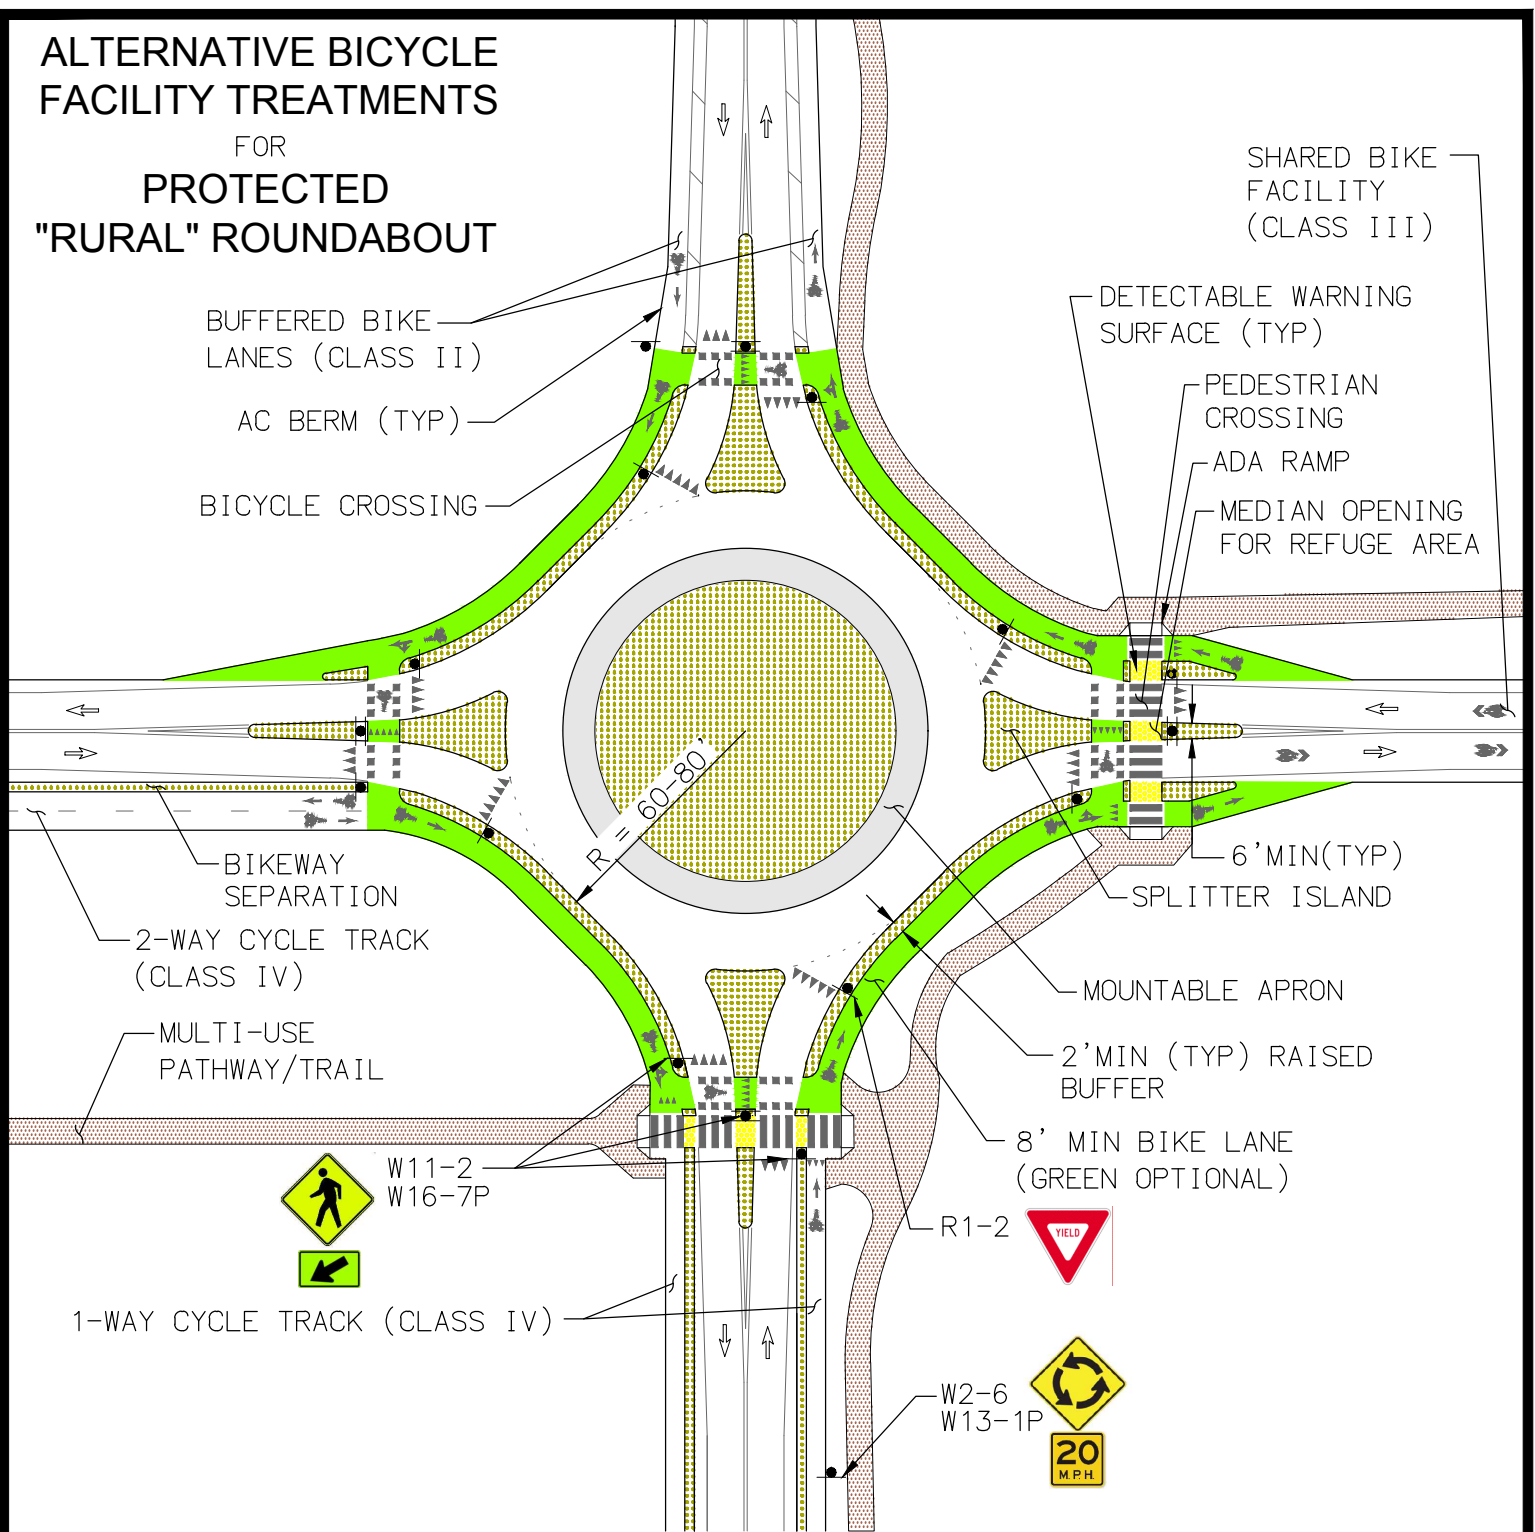 ALTERNATIVE BICYCLE
FACILITY TREATMENTS
FOR
PROTECTED
"RURAL" ROUNDABOUT
SHARED BIKE
FACILITY
(CLASS III)
DETECTABLE WARNING
SURFACE (TYP)
BUFFERED BIKE
LANES (CLASS II)
PEDESTRIAN
CROSSING
AC BERM (TYP)
ADA RAMP
BICYCLE CROSSING
MEDIAN OPENING
FOR REFUGE AREA
R = 60-80'
BIKEWAY
SEPARATION
6'MIN(TYP)
SPLITTER ISLAND
2-WAY CYCLE TRACK
(CLASS IV)
MOUNTABLE APRON
MULTI-USE
PATHWAY/TRAIL
2'MIN (TYP) RAISED
BUFFER
8' MIN BIKE LANE
(GREEN OPTIONAL)
W11-2
W16-7P
R1-2
YIELD
1-WAY CYCLE TRACK (CLASS IV)
W2-6
W13-1P
20
M.P.H.